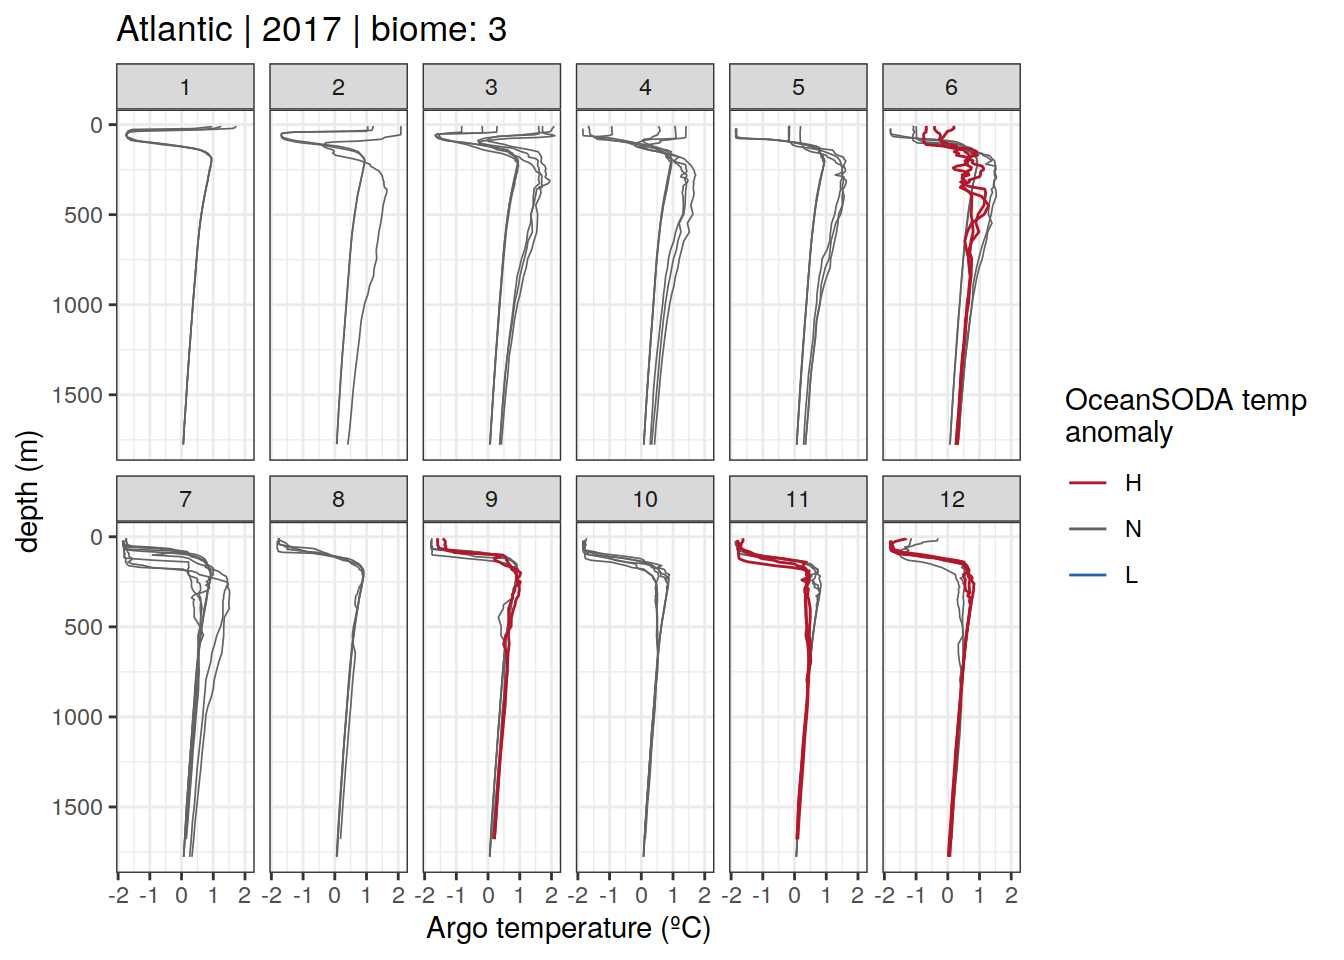 Atlantic | 2017 | biome: 3
1 2 3 4 5 6
0
500
1000
1500
depth (m)
7 8 9 10 11 12
0
500
1000
1500
-2 -1 0 1 2 -2 -1 0 1 2 -2 -1 0 1 2 -2 -1 0 1 2 -2 -1 0 1 2 -2 -1 0 1 2
Argo temperature (ºC)
OceanSODA temp
anomaly
H
N
L